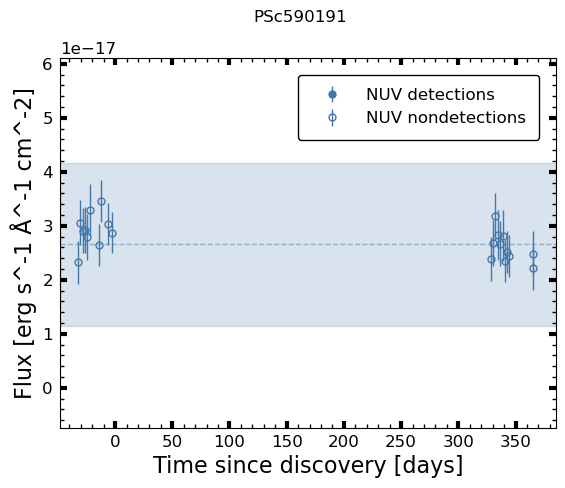 PSc590191
1e−17
6
5
4
3
2
1
0
Flux [erg s^-1 Å^-1 cm^-2]
NUV detections
NUV nondetections
0 50 100 150 200 250 300 350
Time since discovery [days]